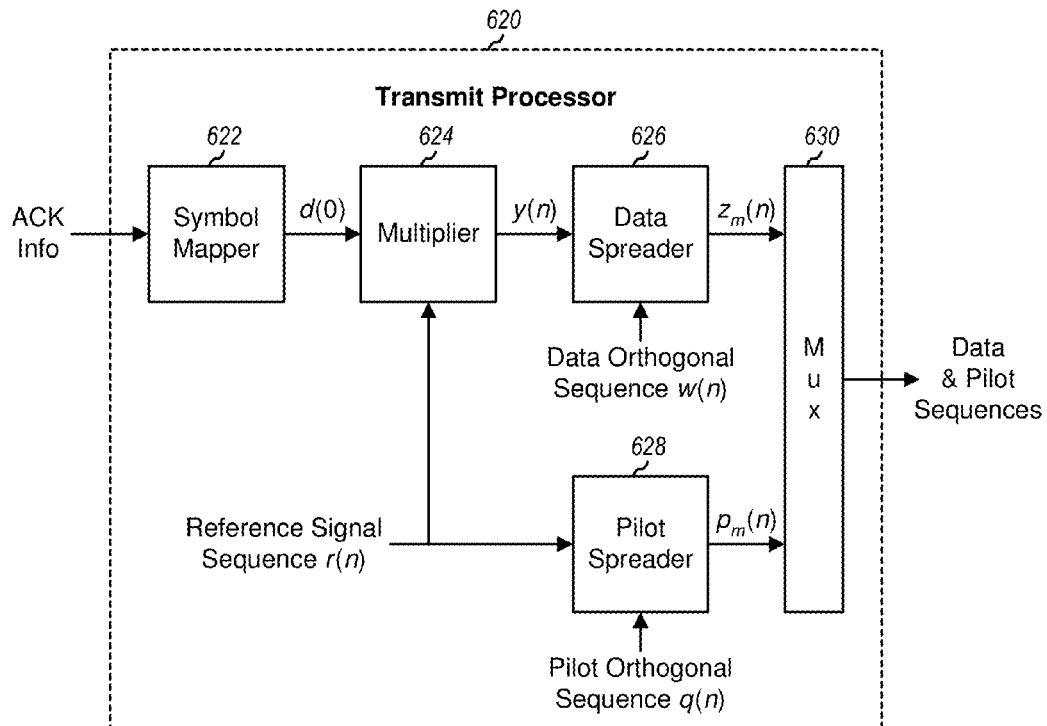 620
Transmit Processor
622
624
626
630
ACK
Info
Symbol
Mapper
d(0)
Multiplier
y(n)
Data
Spreader
z_m(n)
Data Orthogonal
Sequence w(n)
M
u
x
Data
& Pilot
Sequences
628
Reference Signal
Sequence r(n)
Pilot
Spreader
p_m(n)
Pilot Orthogonal
Sequence q(n)